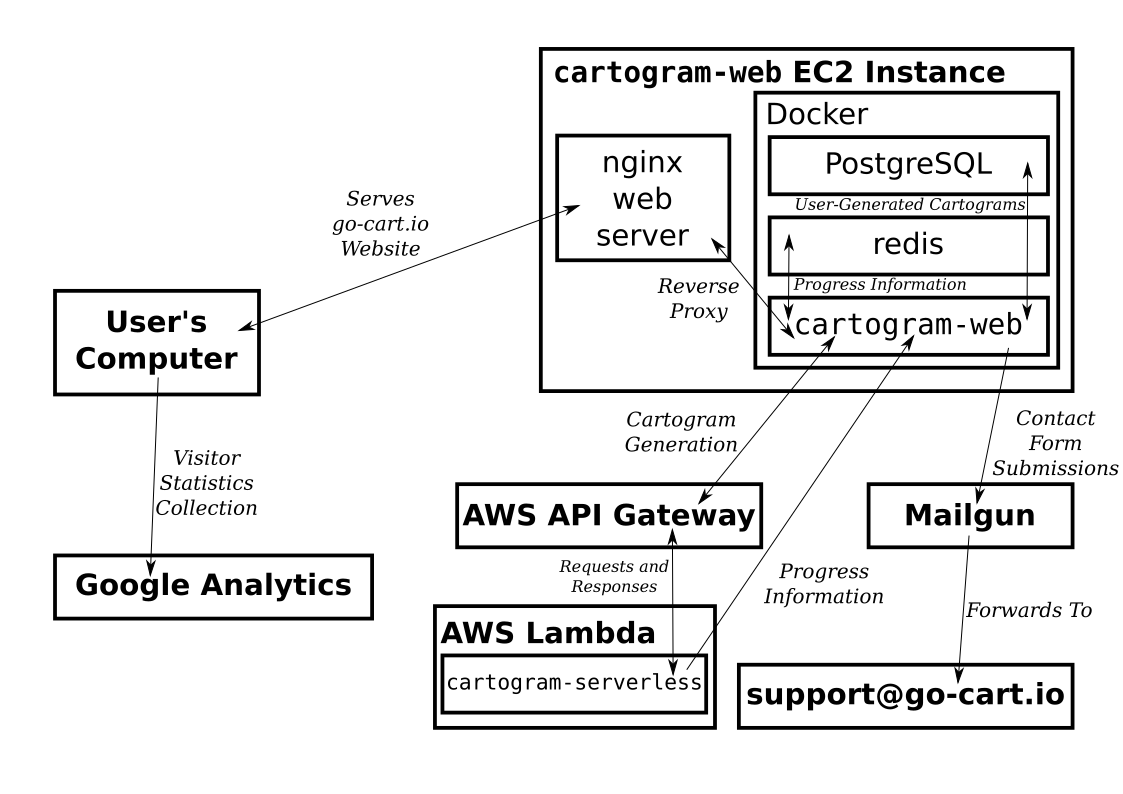 cartogram-web EC2 Instance
Docker
nginx
web
server
PostgreSQL
User-Generated Cartograms
redis
Progress Information
cartogram-web
Reverse
Proxy
Serves
go-cart.io
Website
User's
Computer
Visitor
Statistics
Collection
Google Analytics
Cartogram
Generation
Contact
Form
Submissions
AWS API Gateway
Mailgun
Requests and
Responses
Progress
Information
Forwards To
AWS Lambda
cartogram-serverless
support@go-cart.io